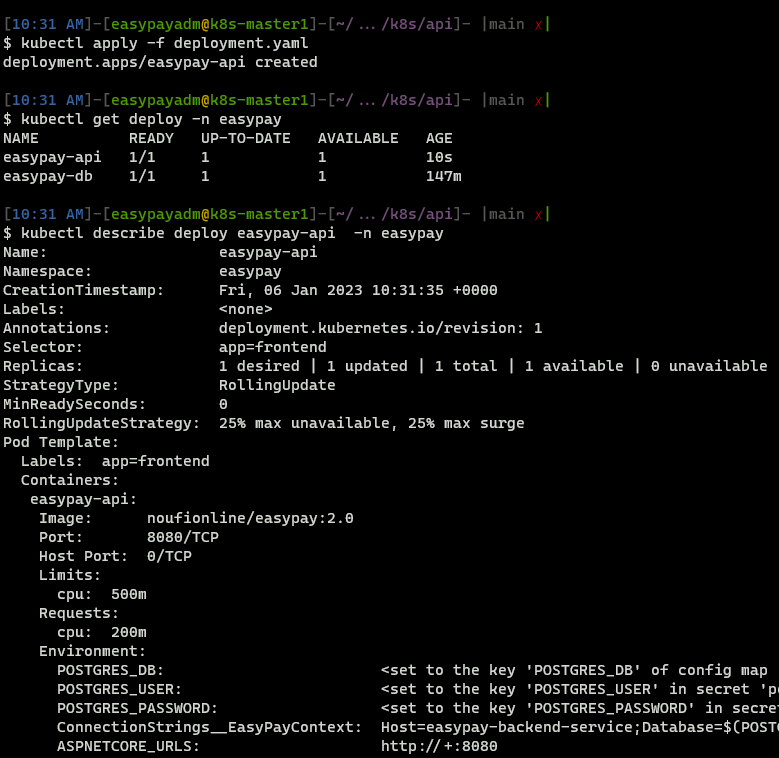 [10:31 AM]-[easypayadm@k8s-master1]-[~/ ... /k8s/api]- |main x|
$ kubectl apply -f deployment.yaml
deployment.apps/easypay-api created
[10:31 AM]-[easypayadm@k8s-master1]-[~/ ... /k8s/api]- |main x|
$ kubectl get deploy -n easypay
NAME          READY   UP-TO-DATE   AVAILABLE   AGE
easypay-api   1/1     1            1           10s
easypay-db    1/1     1            1           147m
[10:31 AM]-[easypayadm@k8s-master1]-[~/ ... /k8s/api]- |main x|
$ kubectl describe deploy easypay-api  -n easypay
Name:                   easypay-api
Namespace:              easypay
CreationTimestamp:      Fri, 06 Jan 2023 10:31:35 +0000
Labels:                 <none>
Annotations:            deployment.kubernetes.io/revision: 1
Selector:               app=frontend
Replicas:               1 desired | 1 updated | 1 total | 1 available | 0 unavailable
StrategyType:           RollingUpdate
MinReadySeconds:        0
RollingUpdateStrategy:  25% max unavailable, 25% max surge
Pod Template:
  Labels:  app=frontend
  Containers:
   easypay-api:
    Image:      noufionline/easypay:2.0
    Port:       8080/TCP
    Host Port:  0/TCP
    Limits:
      cpu:  500m
    Requests:
      cpu:  200m
    Environment:
      POSTGRES_DB:                        <set to the key 'POSTGRES_DB' of config map
      POSTGRES_USER:                      <set to the key 'POSTGRES_USER' in secret 'po
      POSTGRES_PASSWORD:                  <set to the key 'POSTGRES_PASSWORD' in secret
      ConnectionStrings__EasyPayContext:  Host=easypay-backend-service;Database=$(POSTG
      ASPNETCORE_URLS:                    http://+:8080